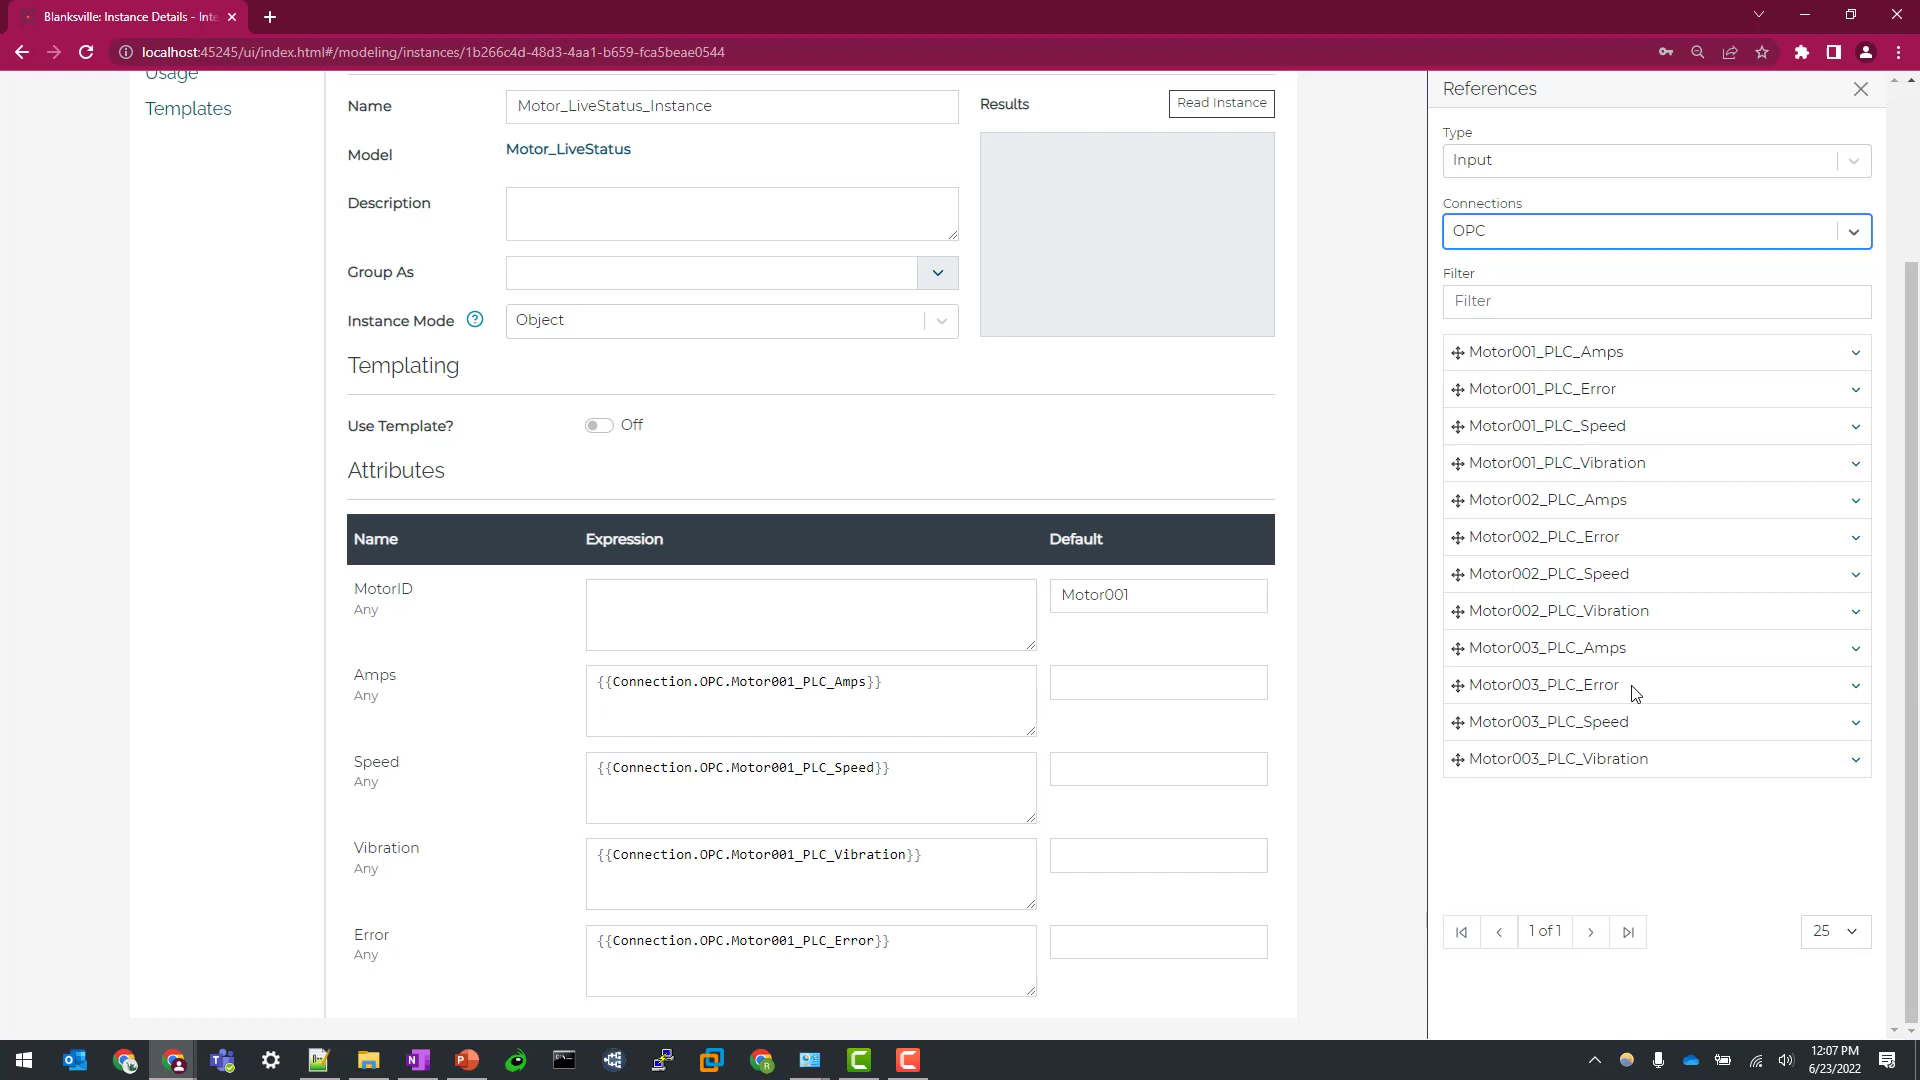 Blanksville: Instance Details - Inte
localhost:45245/ui/index.html#/modeling/instances/1b266c4d-48d3-4aa1-b659-fca5beae0544
Usage
Templates
Name
Motor_LiveStatus_Instance
Model
Motor_LiveStatus
Description
Group As
Instance Mode
Object
Results
Read Instance
Templating
Use Template?
Off
Attributes
Name Expression Default
MotorID
Any
Motor001
Amps
Any
{{Connection.OPC.Motor001_PLC_Amps}}
Speed
Any
{{Connection.OPC.Motor001_PLC_Speed}}
Vibration
Any
{{Connection.OPC.Motor001_PLC_Vibration}}
Error
Any
{{Connection.OPC.Motor001_PLC_Error}}
References
Type
Input
Connections
OPC
Filter
Filter
Motor001_PLC_Amps
Motor001_PLC_Error
Motor001_PLC_Speed
Motor001_PLC_Vibration
Motor002_PLC_Amps
Motor002_PLC_Error
Motor002_PLC_Speed
Motor002_PLC_Vibration
Motor003_PLC_Amps
Motor003_PLC_Error
Motor003_PLC_Speed
Motor003_PLC_Vibration
1 of 1
25
12:07 PM
6/23/2022